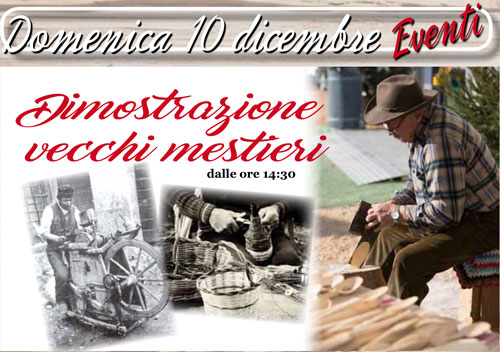 Domenica 10 dicembre Eventi
Dimostrazione
vecchi mestieri
dalle ore 14:30